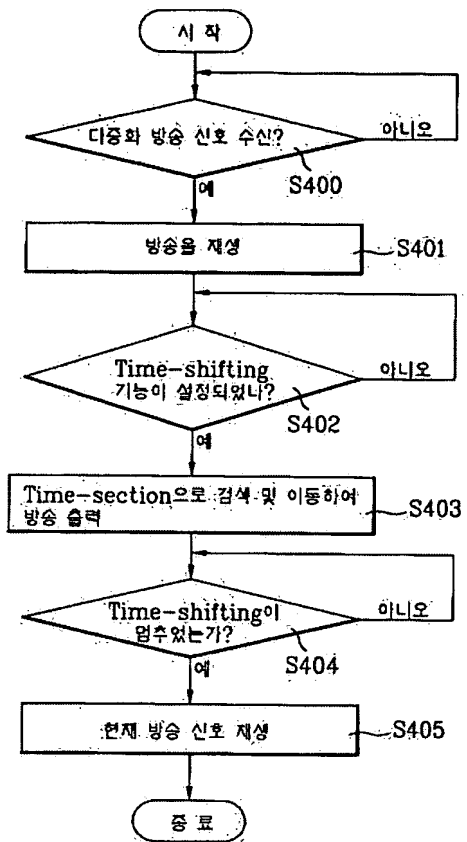 시 작
다중화 방송 신호 수신?
아니오
S400
예
방송을 재생
S401
Time-shifting
기능이 설정되었나?
아니오
S402
예
Time-section으로 검색 및 이동하여
방송 출력
S403
Time-shifting이
멈추었는가?
아니오
S404
예
현재 방송 신호 재생
S405
종 료